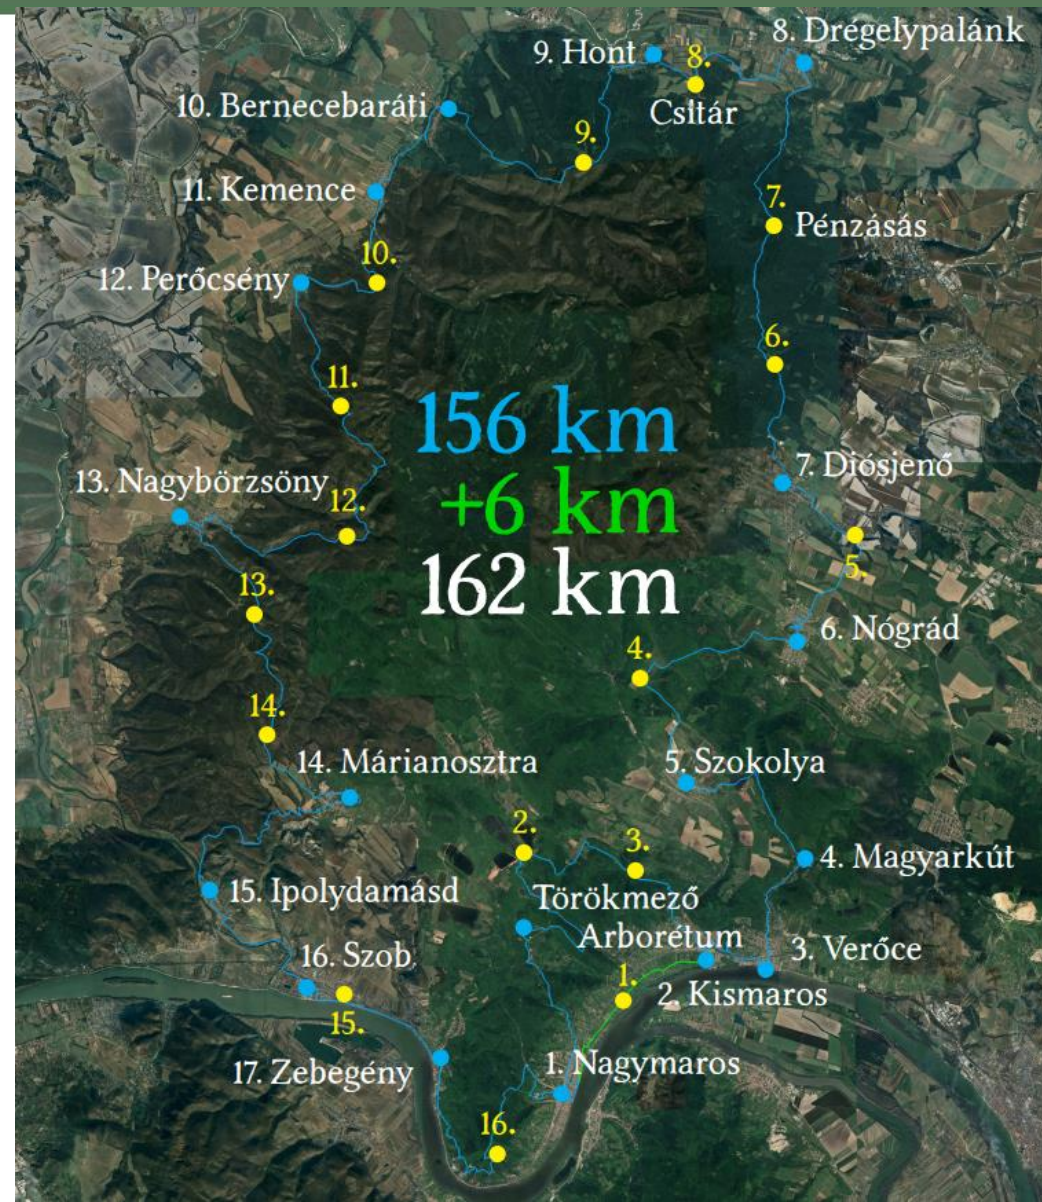 8. Drégelypalánk
9. Hont
8.
Csitár
10. Bernecebaráti
9.
11. Kemence
7.
Pénzásás
10.
12. Perőcsény
6.
11.
156 km
+6 km
162 km
7. Diósjenő
13. Nagybörzsöny
12.
5.
13.
6. Nógrád
4.
14.
14. Márianosztra
5. Szokolya
2.
3.
4. Magyarkút
15. Ipolydamásd
Törökmező
Arborétum
3. Verőce
16. Szob
1.
2. Kismaros
15.
17. Zebegény
1. Nagymaros
16.